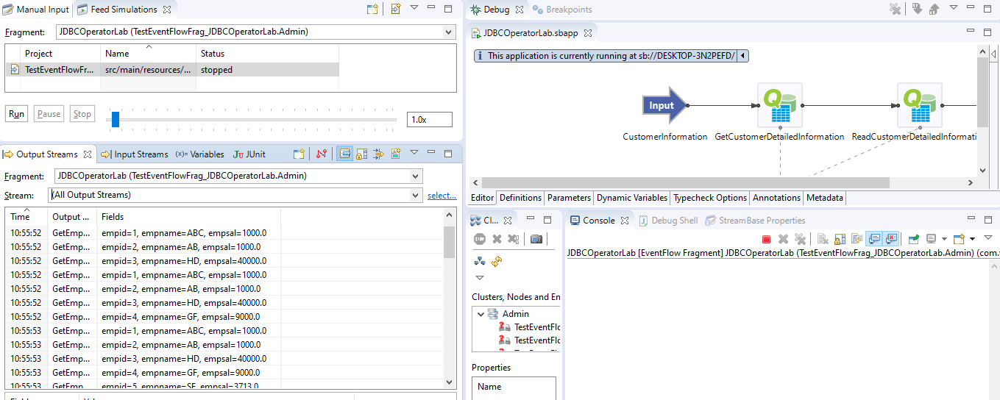 Manual Input Feed Simulations
Fragment: JDBCOperatorLab (TestEventFlowFrag_JDBCOperatorLab.Admin)
Project Name Status
TestEventFlowFr... src/main/resources/... stopped
Run Pause Stop 1.0x
Output Streams Input Streams (x)= Variables JU JUnit
Fragment: JDBCOperatorLab (TestEventFlowFrag_JDBCOperatorLab.Admin)
Stream: (All Output Streams) select...
Time Output ... Fields
10:55:52 GetEmp... empid=1, empname=ABC, empsal=1000.0
10:55:52 GetEmp... empid=2, empname=AB, empsal=1000.0
10:55:52 GetEmp... empid=3, empname=HD, empsal=40000.0
10:55:52 GetEmp... empid=1, empname=ABC, empsal=1000.0
10:55:52 GetEmp... empid=2, empname=AB, empsal=1000.0
10:55:52 GetEmp... empid=3, empname=HD, empsal=40000.0
10:55:52 GetEmp... empid=4, empname=GF, empsal=9000.0
10:55:53 GetEmp... empid=1, empname=ABC, empsal=1000.0
10:55:53 GetEmp... empid=2, empname=AB, empsal=1000.0
10:55:53 GetEmp... empid=3, empname=HD, empsal=40000.0
10:55:53 GetEmp... empid=4, empname=GF, empsal=9000.0
10:55:53 GetEmp... empid=5, empname=SF, empsal=3713.0
Debug Breakpoints
JDBCOperatorLab.sbapp
This application is currently running at sb://DESKTOP-3N2PEFD/
Input
CustomerInformation GetCustomerDetailedInformation ReadCustomerDetailedInformati
Editor Definitions Parameters Dynamic Variables Typecheck Options Annotations Metadata
Cl...
Clusters, Nodes and En
Admin
TestEventFlo
TestEventFlo
Properties
Name
Console Debug Shell StreamBase Properties
JDBCOperatorLab [EventFlow Fragment] JDBCOperatorLab (TestEventFlowFrag_JDBCOperatorLab.Admin) (com.